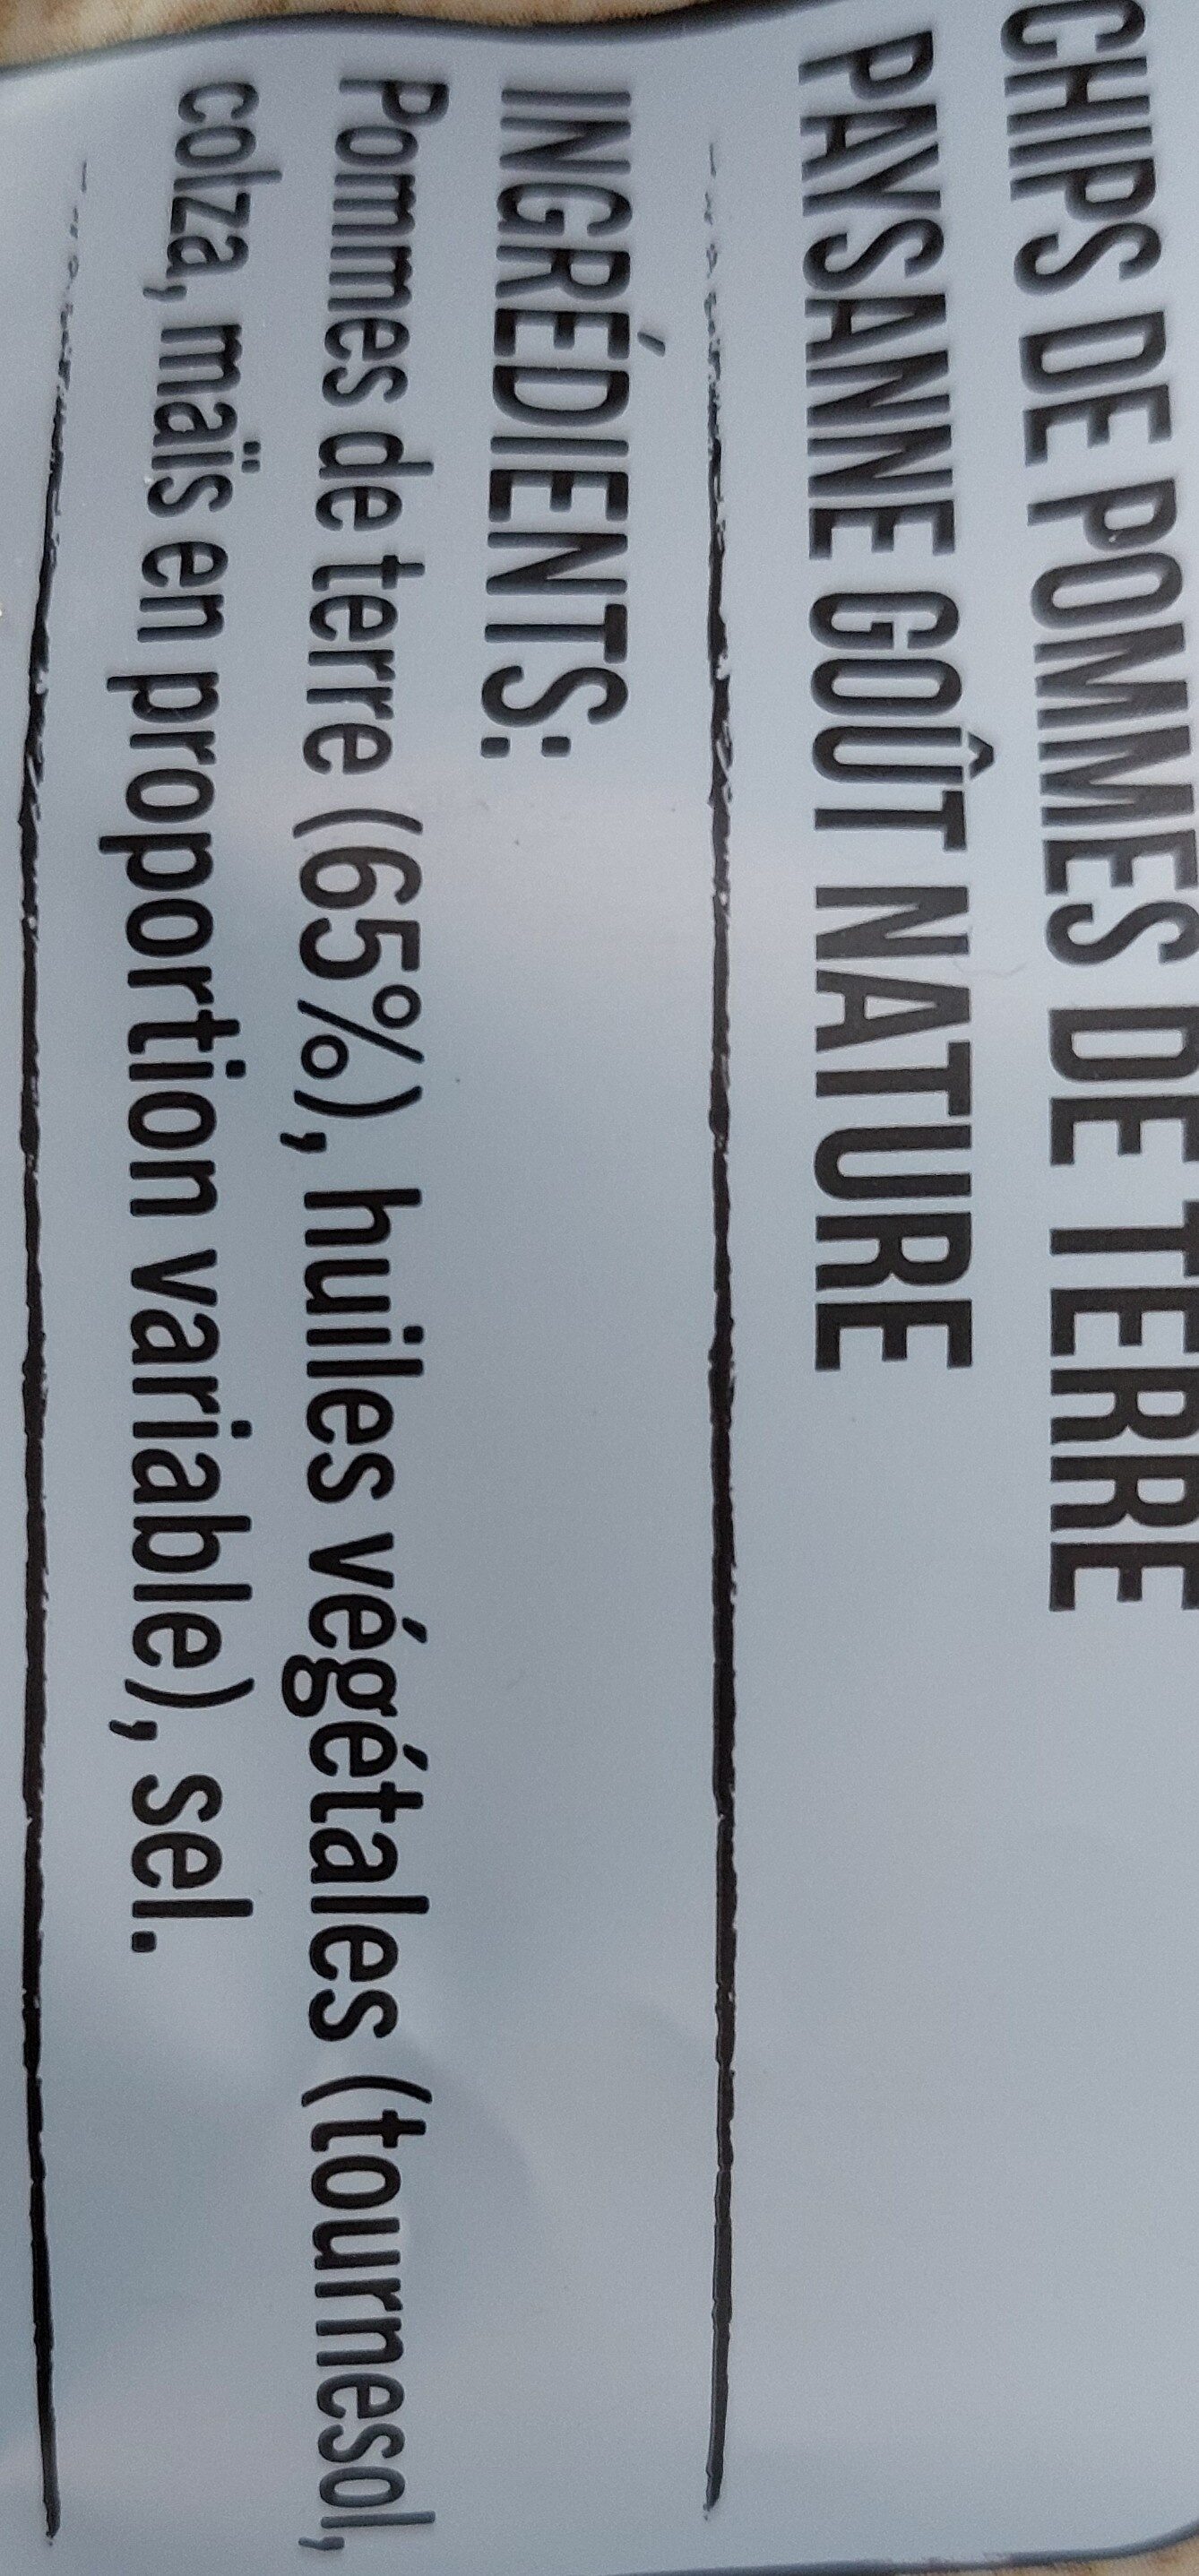 CHIPS DE POMMES DE TERRE
PAYSANNE GOÛT NATURE
INGRÉDIENTS:
Pommes de terre (65%), huiles végétales (tournesol,
colza, maïs en proportion variable), sel.